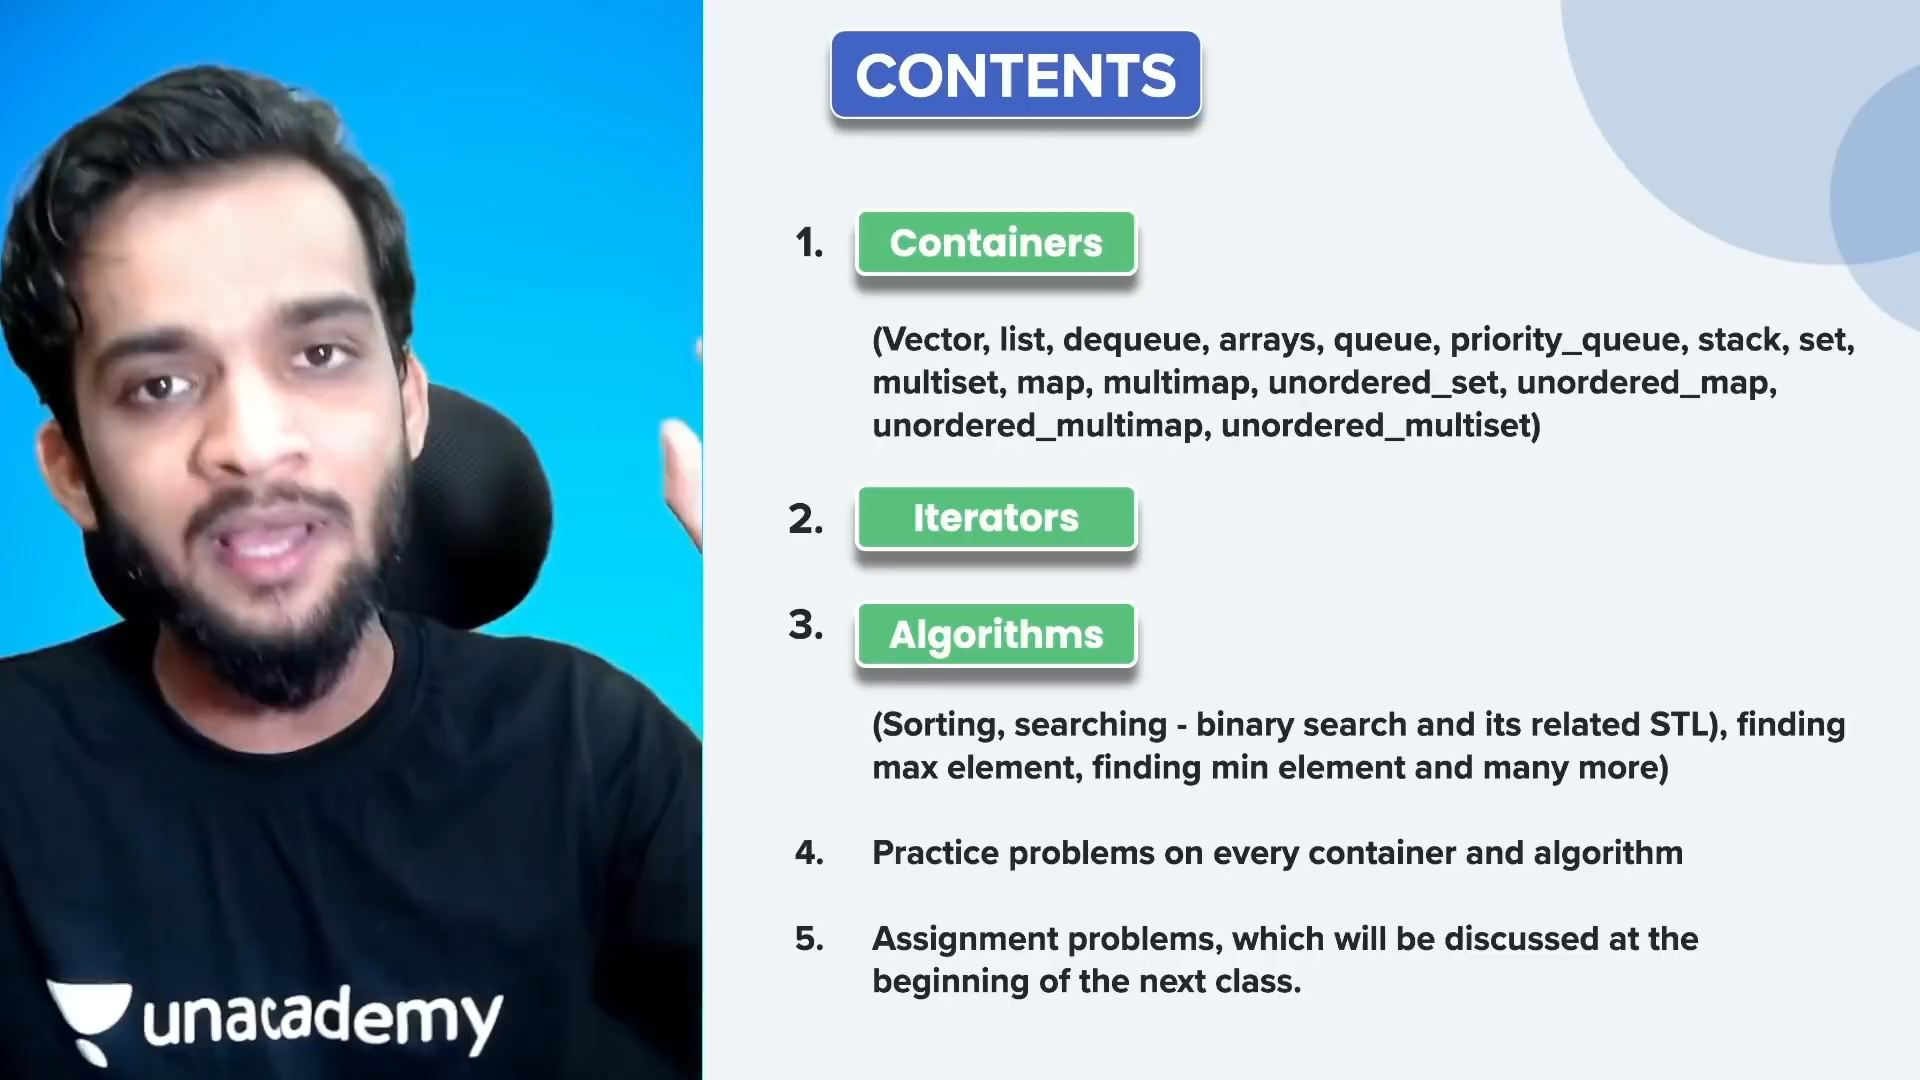 CONTENTS
1. Containers
(Vector, list, dequeue, arrays, queue, priority_queue, stack, set,
multiset, map, multimap, unordered_set, unordered_map,
unordered_multimap, unordered_multiset)
2. Iterators
3. Algorithms
(Sorting, searching - binary search and its related STL), finding
max element, finding min element and many more)
4. Practice problems on every container and algorithm
5. Assignment problems, which will be discussed at the
beginning of the next class.
unacademy